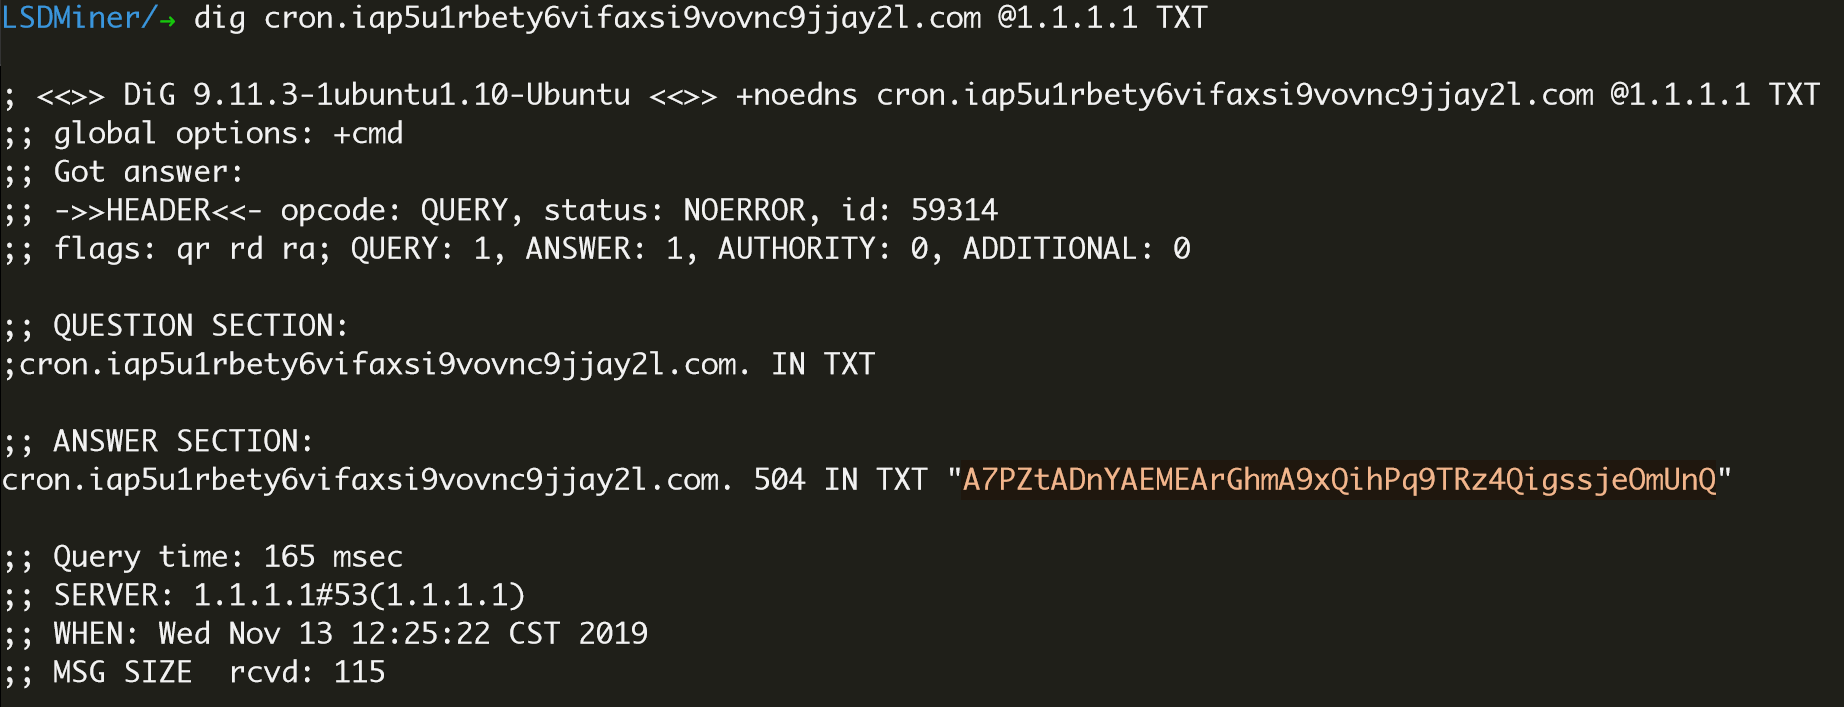 LSDMiner/→ dig cron.iap5u1rbety6vifaxsi9vovnc9jjay2l.com @1.1.1.1 TXT
; <<>> DiG 9.11.3-1ubuntu1.10-Ubuntu <<>> +noedns cron.iap5u1rbety6vifaxsi9vovnc9jjay2l.com @1.1.1.1 TXT
;; global options: +cmd
;; Got answer:
;; ->>HEADER<<- opcode: QUERY, status: NOERROR, id: 59314
;; flags: qr rd ra; QUERY: 1, ANSWER: 1, AUTHORITY: 0, ADDITIONAL: 0
;; QUESTION SECTION:
;cron.iap5u1rbety6vifaxsi9vovnc9jjay2l.com. IN TXT
;; ANSWER SECTION:
cron.iap5u1rbety6vifaxsi9vovnc9jjay2l.com. 504 IN TXT "A7PZtADnYAEMEArGhmA9xQihPq9TRz4QigssjeOmUnQ"
;; Query time: 165 msec
;; SERVER: 1.1.1.1#53(1.1.1.1)
;; WHEN: Wed Nov 13 12:25:22 CST 2019
;; MSG SIZE  rcvd: 115